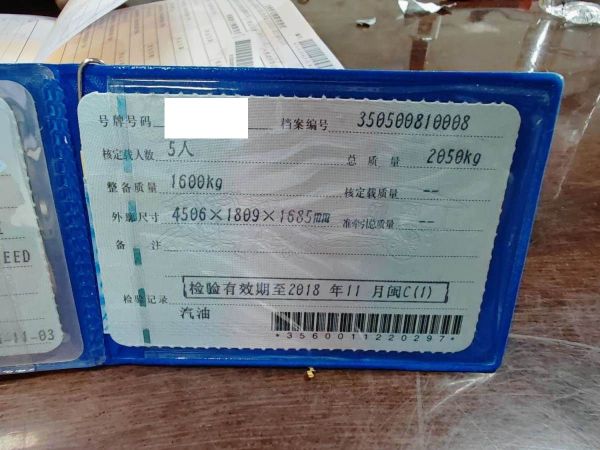 号牌号码 档案编号 350500810008
核定载人数 5人 总质量 2050kg
整备质量 1600kg 核定载质量 --
外廓尺寸 4506×1809×1685mm 准牵引总质量 --
备注
检验有效期至2018 年11 月闽C(1)
检验记录
汽油
*3560011220297*
EED
-11-03